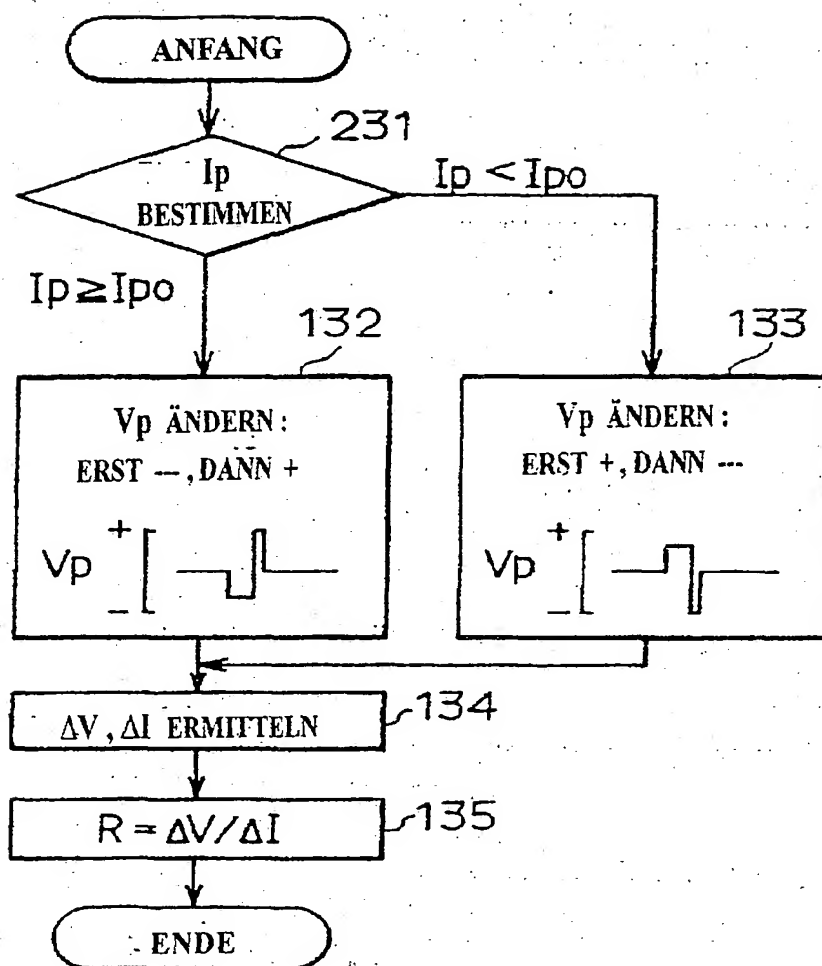 ANFANG
231
Ip
BESTIMMEN
Ip < Ipo
Ip ≥ Ipo
132
Vp ÄNDERN:
ERST –, DANN +
Vp + –
133
Vp ÄNDERN:
ERST +, DANN –
Vp + –
ΔV, ΔI ERMITTELN
134
R = ΔV/ΔI
135
ENDE